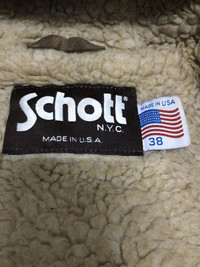 Schott
N.Y.C.
MADE IN U.S.A.
MADE IN USA
38